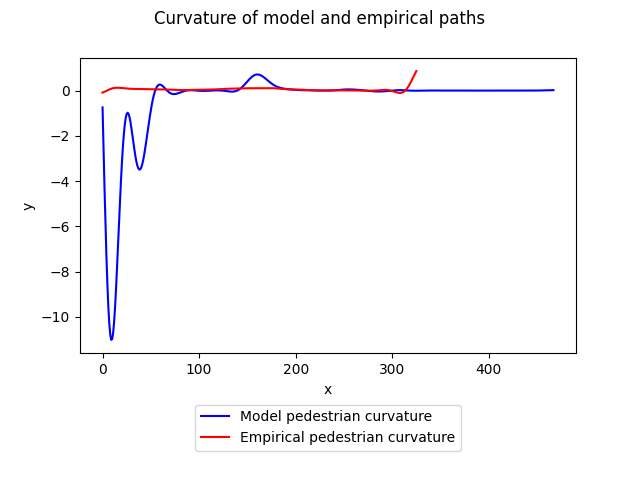 Curvature of model and empirical paths
0
−2
−4
−6
−8
−10
y
0 100 200 300 400
x
Model pedestrian curvature
Empirical pedestrian curvature